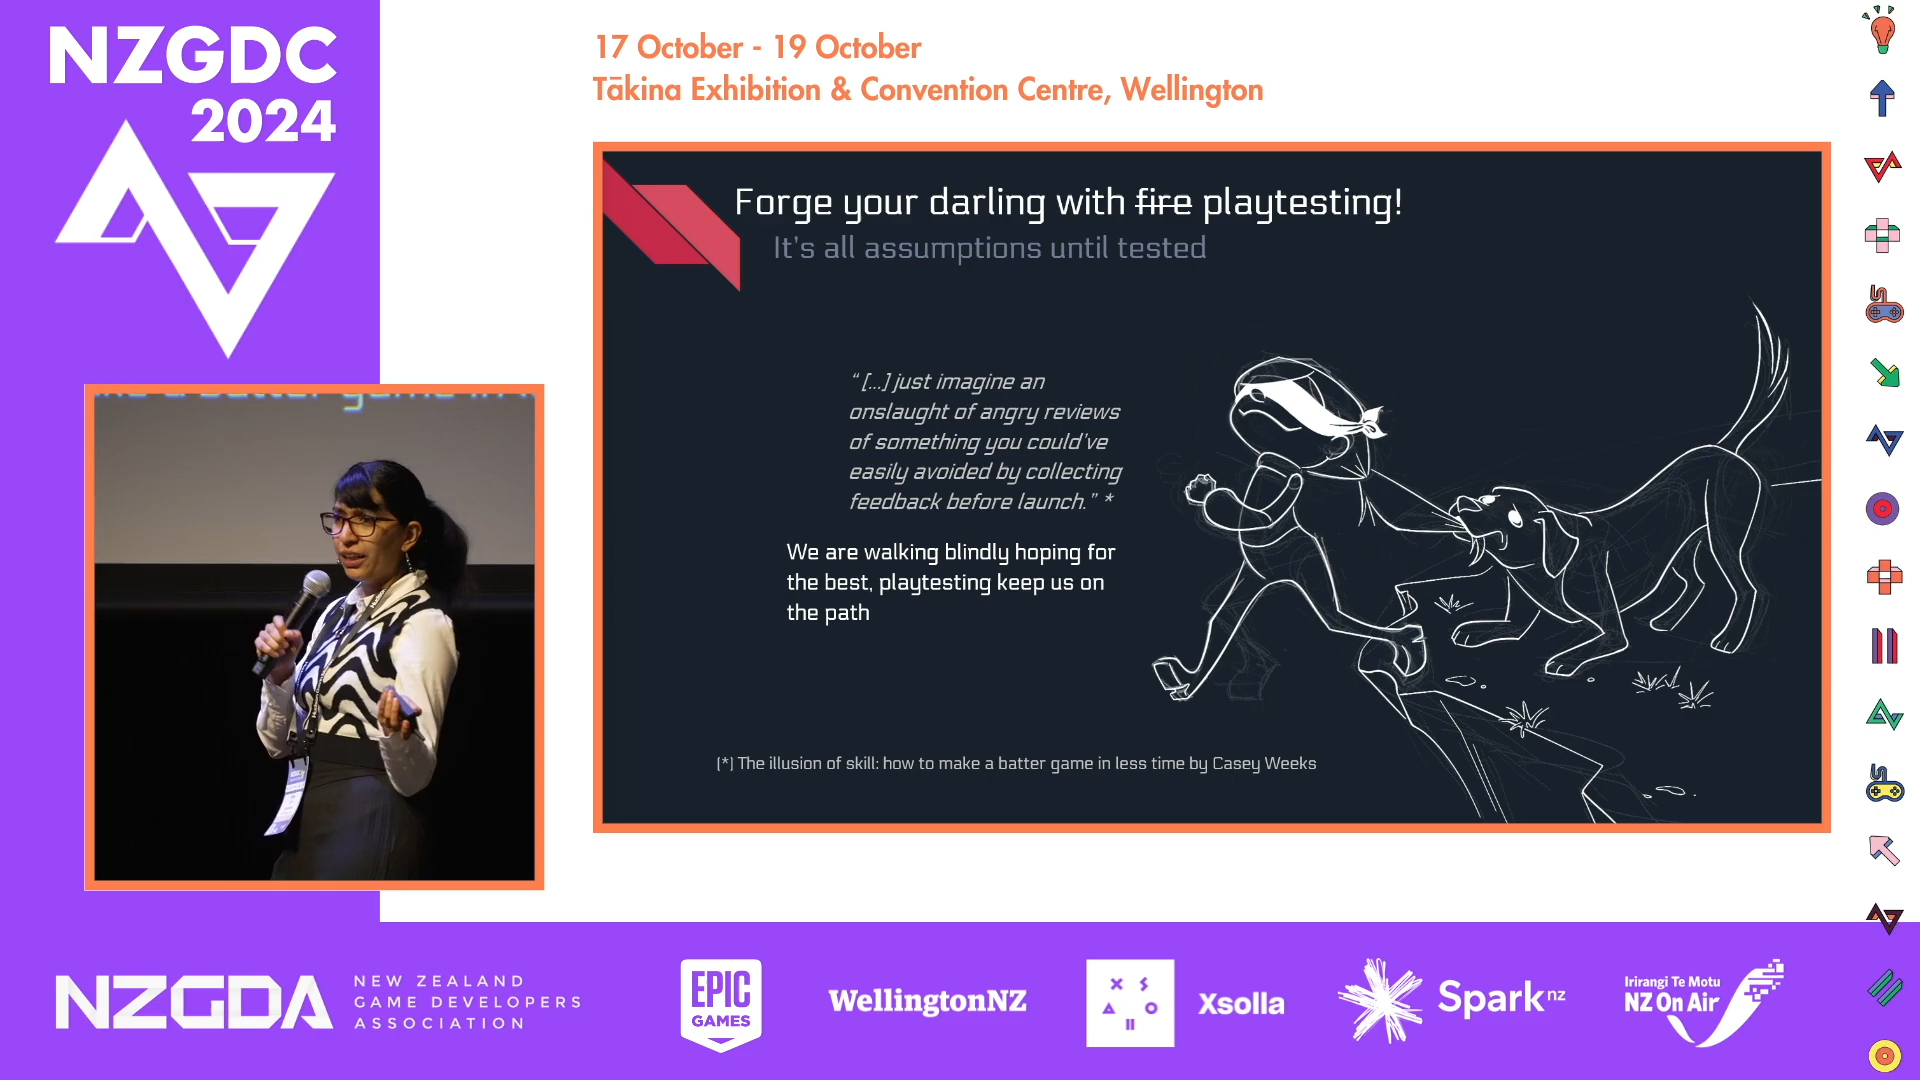 NZGDC
2024
17 October - 19 October
Tākina Exhibition & Convention Centre, Wellington
Forge your darling with fire playtesting!
It's all assumptions until tested
" [...] just imagine an
onslaught of angry reviews
of something you could've
easily avoided by collecting
feedback before launch." *
We are walking blindly hoping for
the best, playtesting keep us on
the path
(*) The illusion of skill: how to make a batter game in less time by Casey Weeks
NZGDA
NEW ZEALAND
GAME DEVELOPERS
ASSOCIATION
EPIC
GAMES
WellingtonNZ
XSOLLA
Xsolla
Spark nz
Irirangi Te Motu
NZ On Air